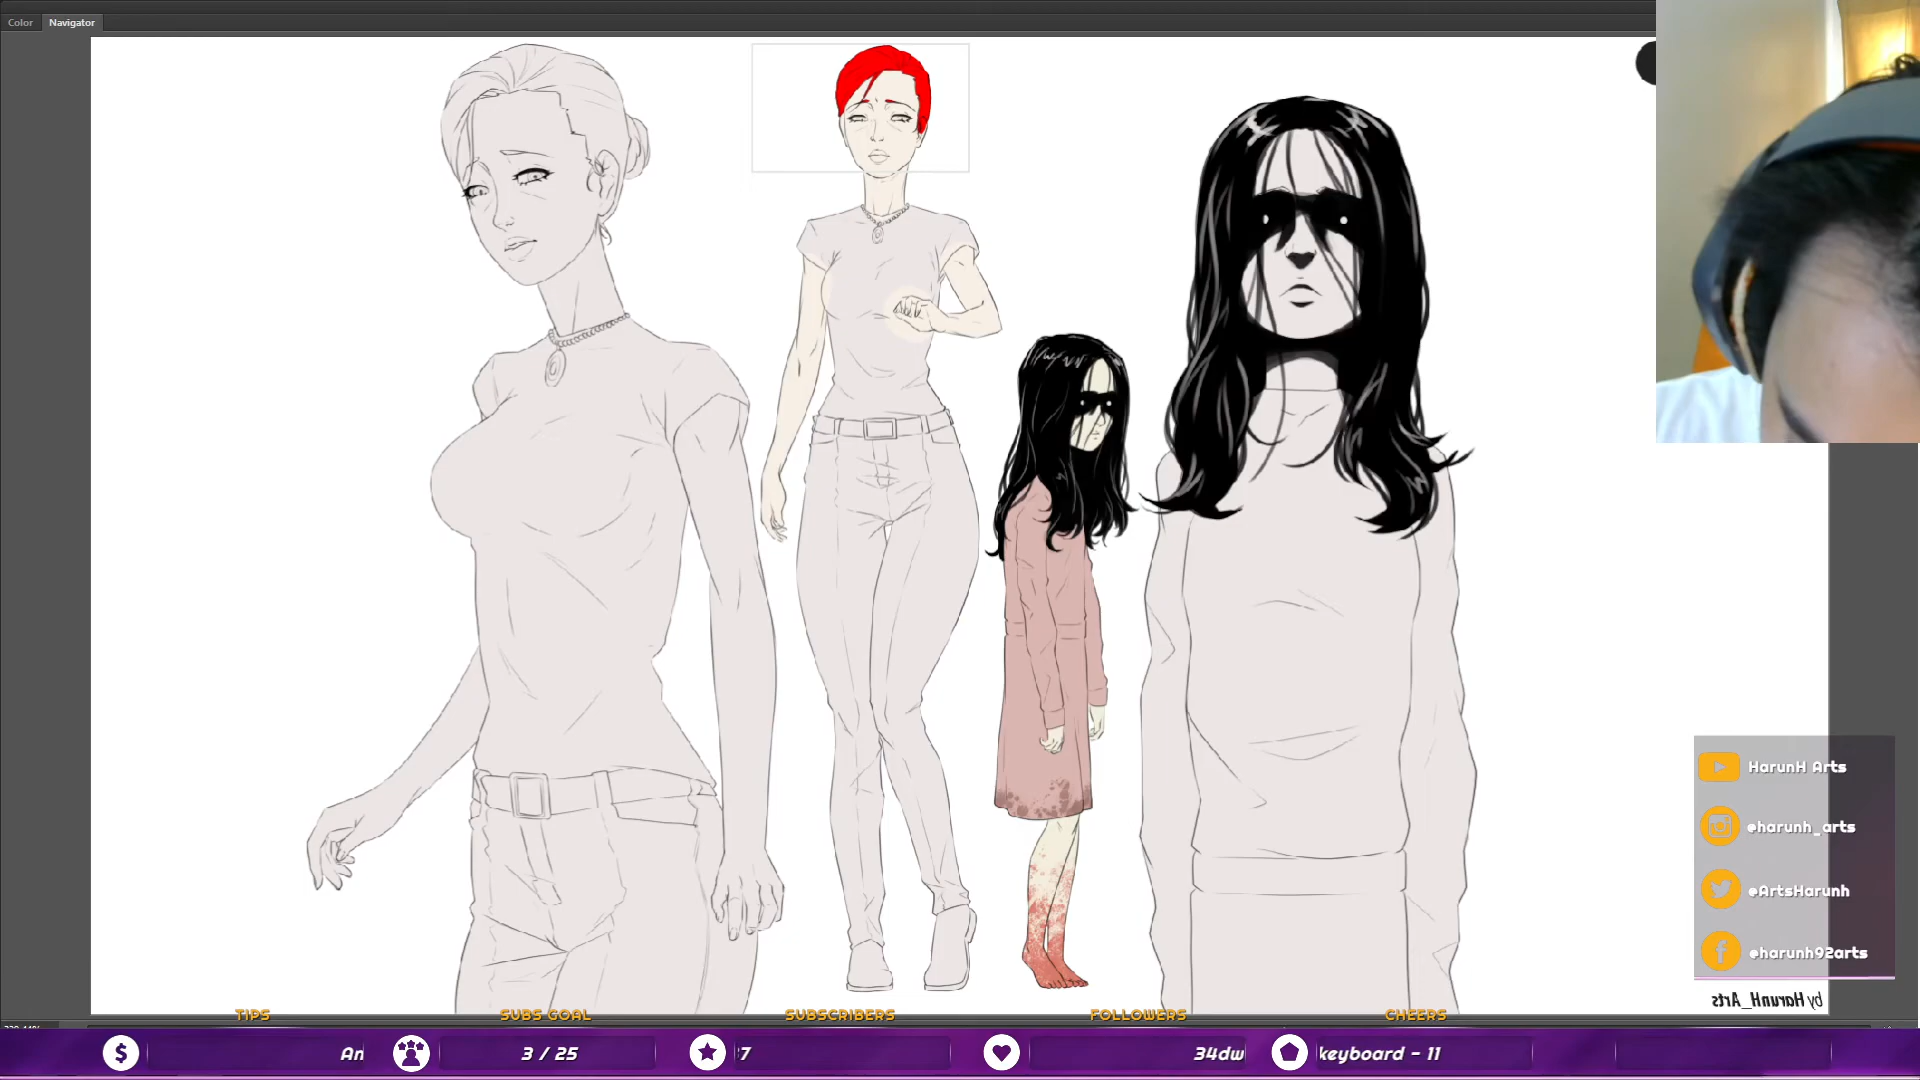 Color Navigator
HarunH Arts
@harunh_arts
@ArtsHarunh
@harunh92arts
by HarunH_Arts
TIPS SUBS GOAL SUBSCRIBERS FOLLOWERS CHEERS
An 3 / 25 7 34dw keyboard - 11